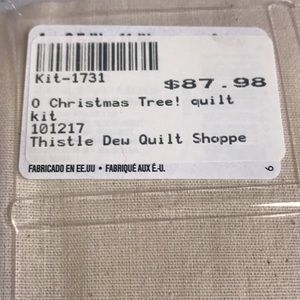 Kit-1731
$87.98
O Christmas Tree! quilt
kit
101217
Thistle Dew Quilt Shoppe
FABRICADO EN EE.UU • FABRIQUÉ AUX É.-U.
6